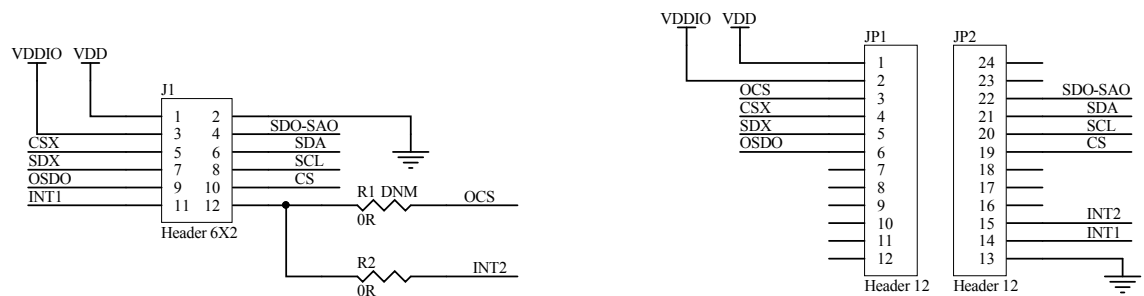 VDDIO VDD
J1
1 2
3 4 SDO-SAO
CSX 5 6 SDA
SDX 7 8 SCL
OSDO 9 10 CS
INT1 11 12
R1 DNM OCS
0R
Header 6X2
R2 INT2
0R
VDDIO VDD
JP1 JP2
1 24
2 23
OCS 3 22 SDO-SAO
CSX 4 21 SDA
SDX 5 20 SCL
OSDO 6 19 CS
7 18
8 17
9 16
10 15 INT2
11 14 INT1
12 13
Header 12 Header 12